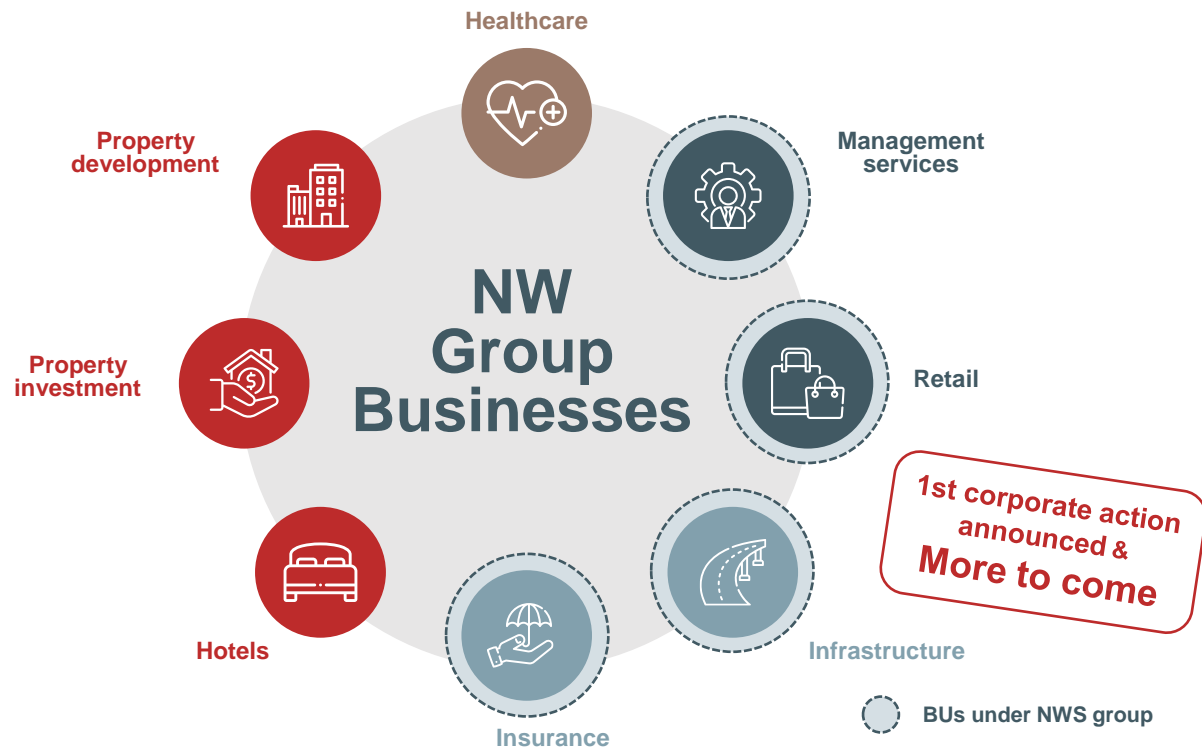 Healthcare
Property
development
Management
services
NW
Group
Businesses
Property
investment
$
Retail
1st corporate action
announced &
More to come
Hotels
Infrastructure
Insurance
BUs under NWS group